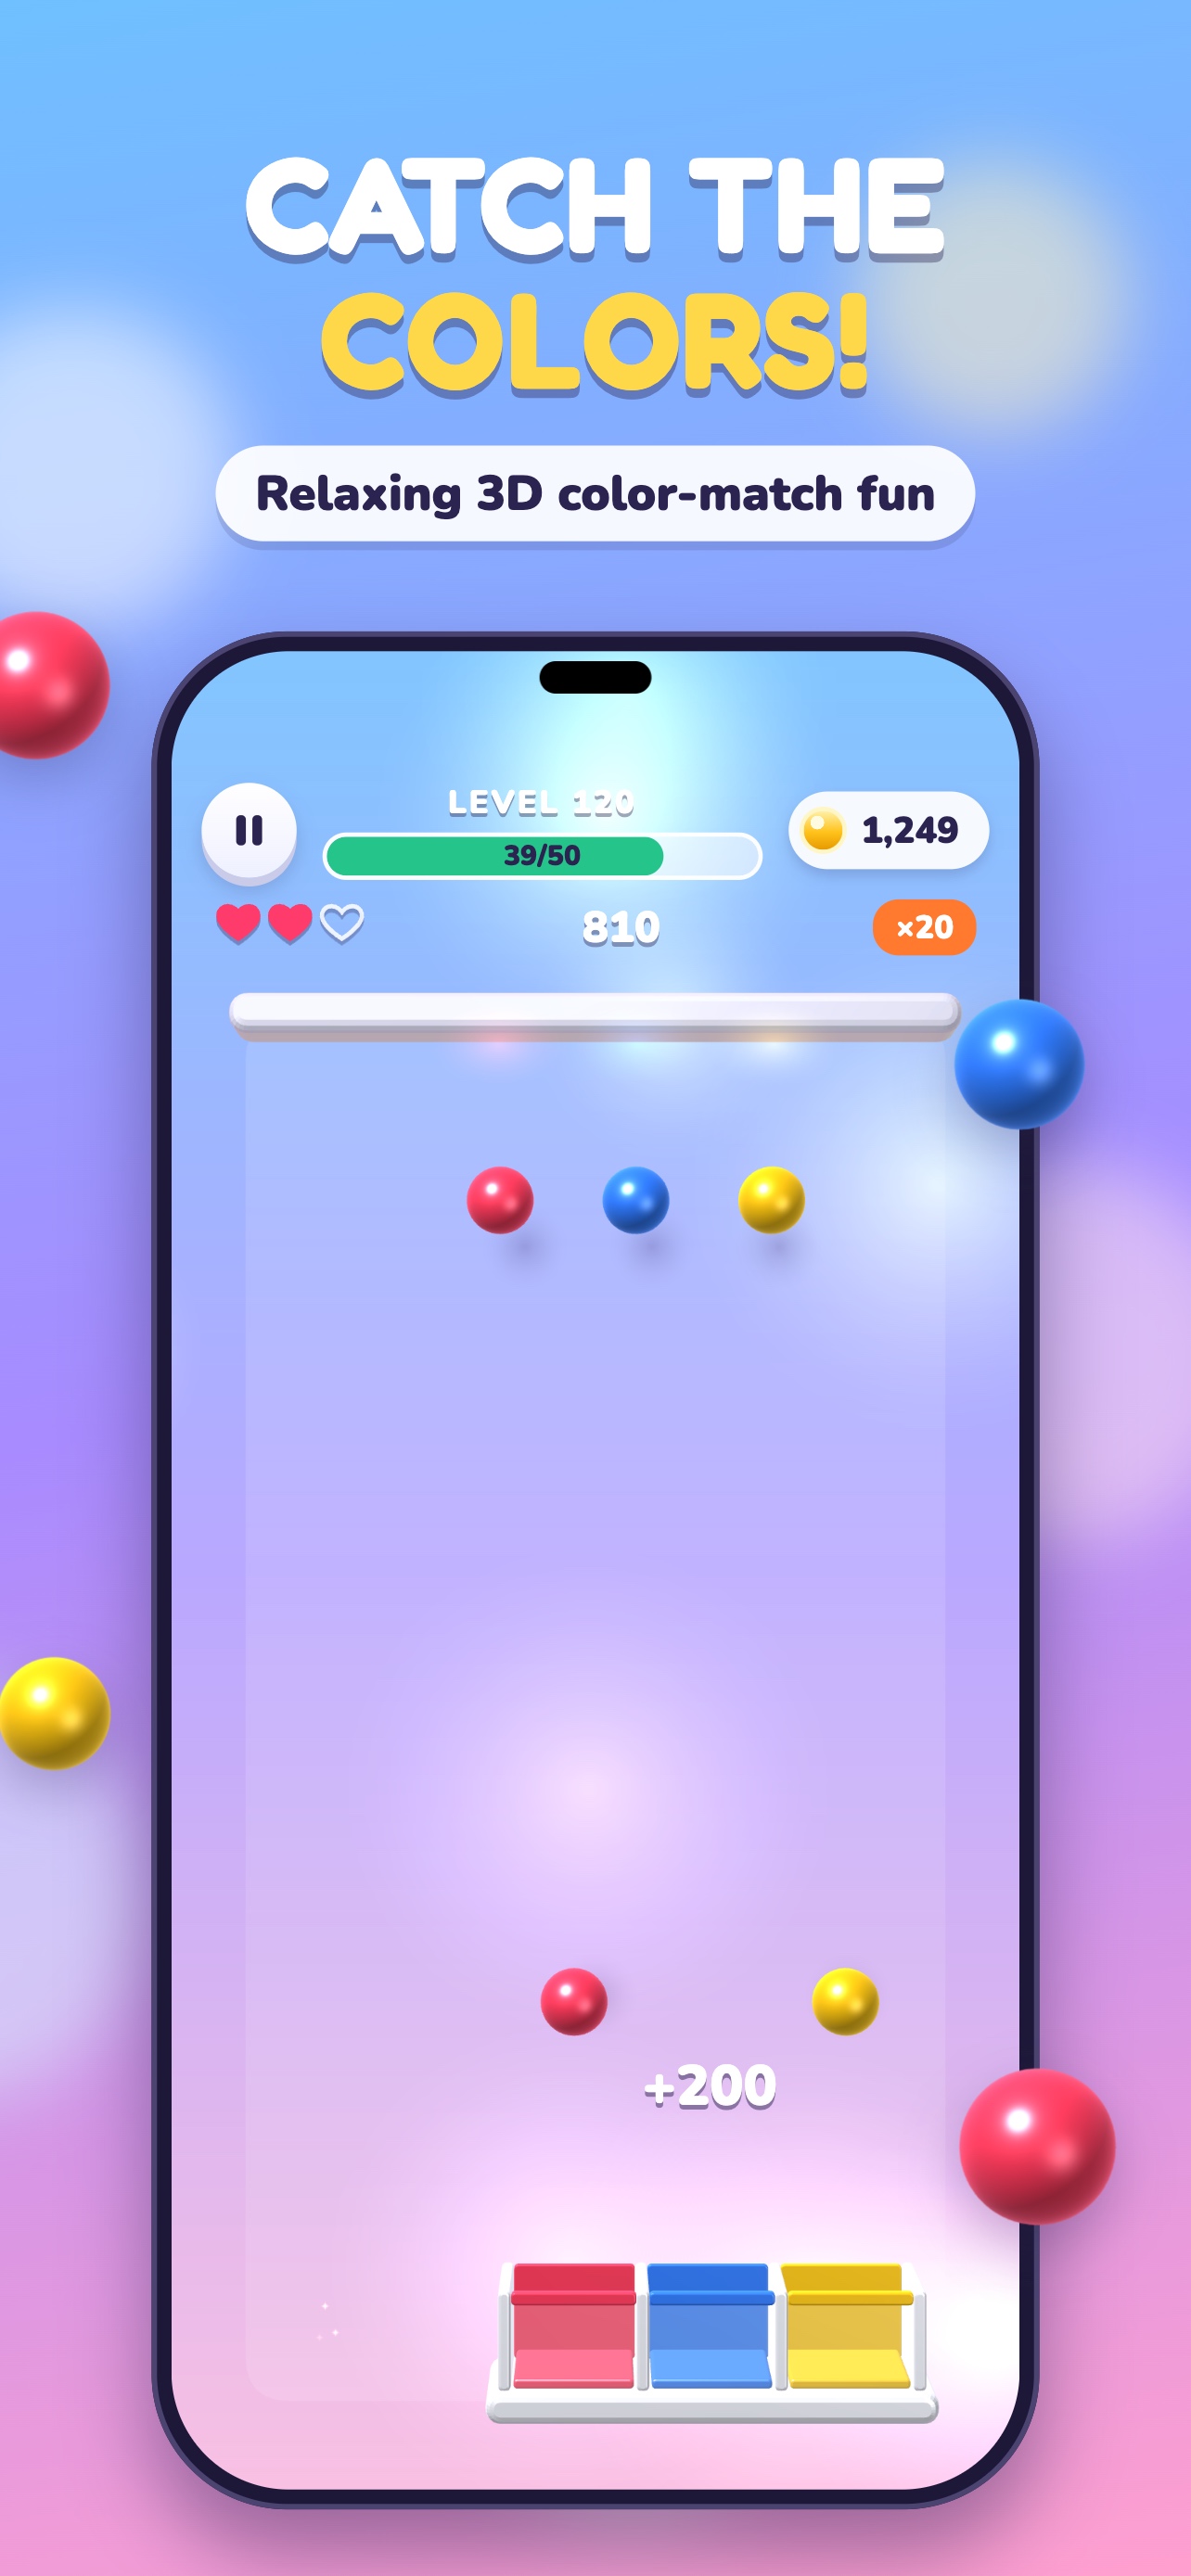 CATCH THE
COLORS!
Relaxing 3D color-match fun
LEVEL 120
39/50
1,249
810
×20
+200